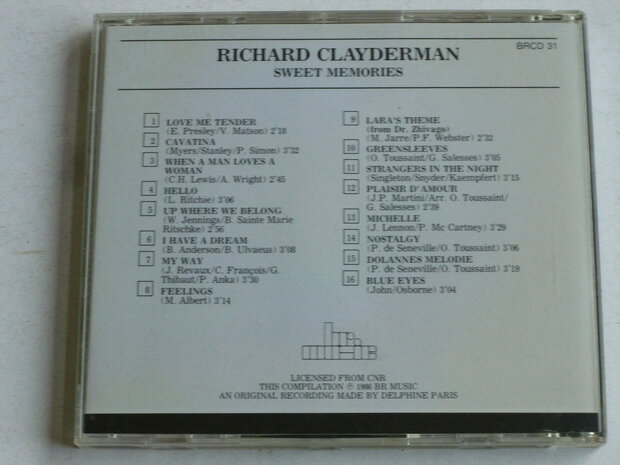 RICHARD CLAYDERMAN
BRCD 31
SWEET MEMORIES
1 LOVE ME TENDER
(E. Presley/V. Matson) 2'18
2 CAVATINA
(Myers/Stanley/P. Simon) 3'32
3 WHEN A MAN LOVES A
WOMAN
(C.H. Lewis/A. Wright) 2'45
4 HELLO
(L. Ritchie) 3'06
5 UP WHERE WE BELONG
(W. Jennings/B. Sainte Marie
Ritschke) 2'56
6 I HAVE A DREAM
(B. Anderson/B. Ulvaeus) 3'08
7 MY WAY
(J. Revaux/C. François/G.
Thibaut/P. Anka) 3'30
8 FEELINGS
(M. Albert) 3'14
9 LARA'S THEME
(from Dr. Zhivago)
(M. Jarre/P.F. Webster) 2'32
10 GREENSLEEVES
(O. Toussaint/G. Salesses) 3'05
11 STRANGERS IN THE NIGHT
(Singleton/Snyder/Kaempfert) 3'15
12 PLAISIR D'AMOUR
(J.P. Martini/Arr. O. Toussaint/
G. Salesses) 2'39
13 MICHELLE
(J. Lennon/P. Mc Cartney) 3'29
14 NOSTALGY
(P. de Seneville/O. Toussaint) 3'06
15 DOLANNES MELODIE
(P. de Seneville/O. Toussaint) 3'19
16 BLUE EYES
(John/Osborne) 3'04
br
music
LICENSED FROM CNR
THIS COMPILATION ℗ 1986 BR MUSIC
AN ORIGINAL RECORDING MADE BY DELPHINE PARIS